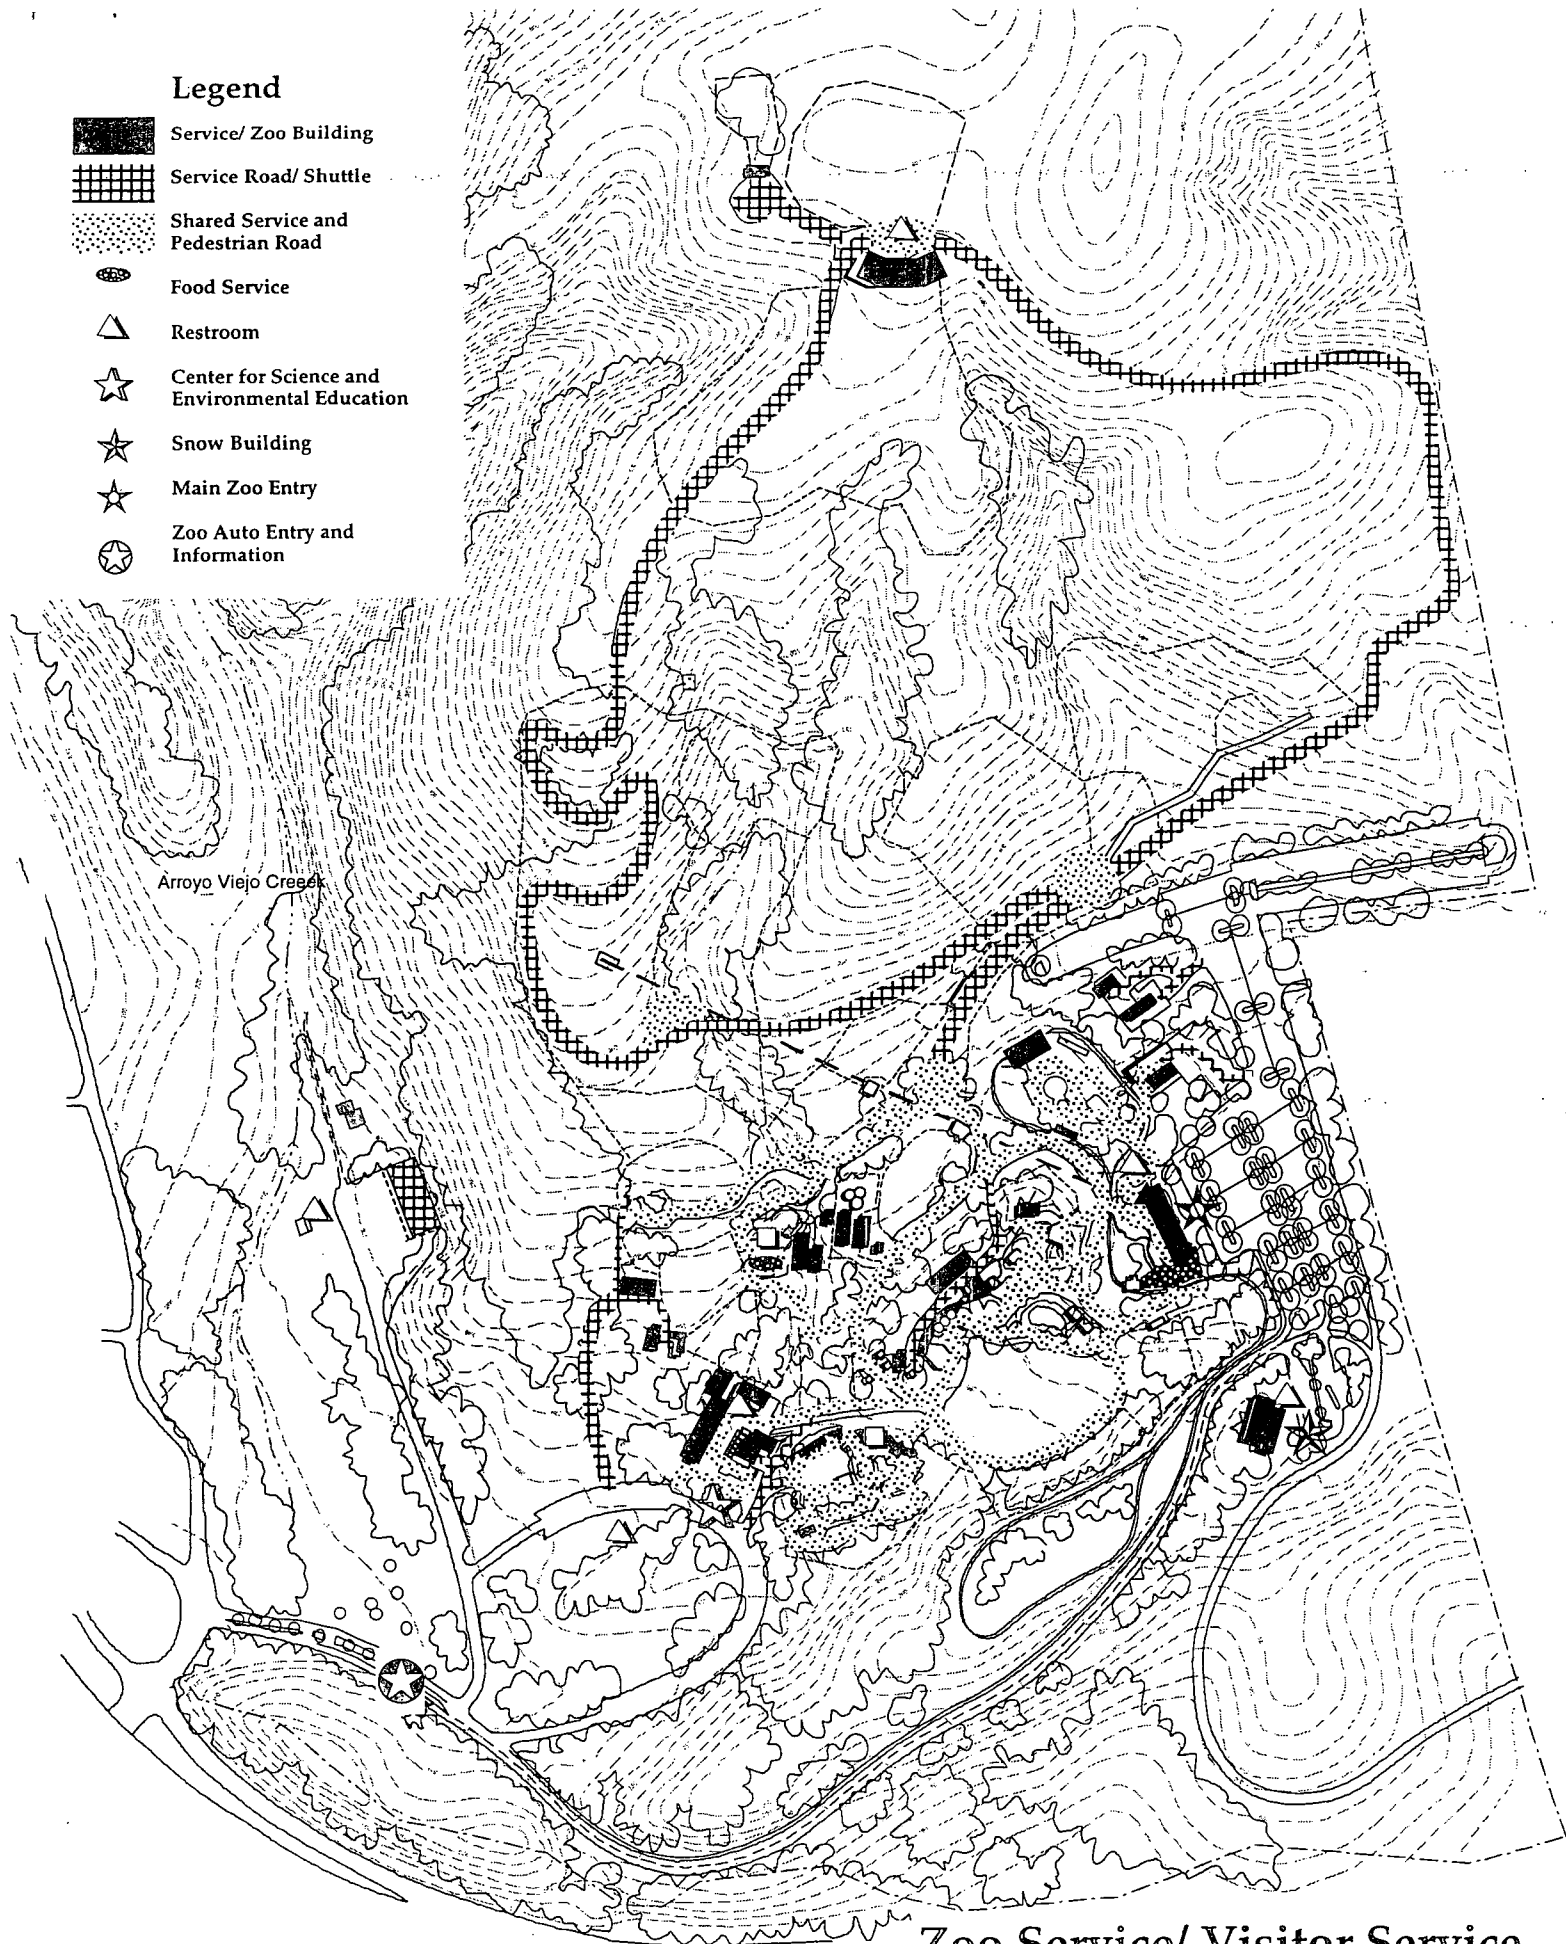 Legend
Service/ Zoo Building
Service Road/ Shuttle
Shared Service and
Pedestrian Road
Food Service
Restroom
Center for Science and
Environmental Education
Snow Building
Main Zoo Entry
Zoo Auto Entry and
Information
Arroyo Viejo Creeek
Zoo Service/ Visitor Service